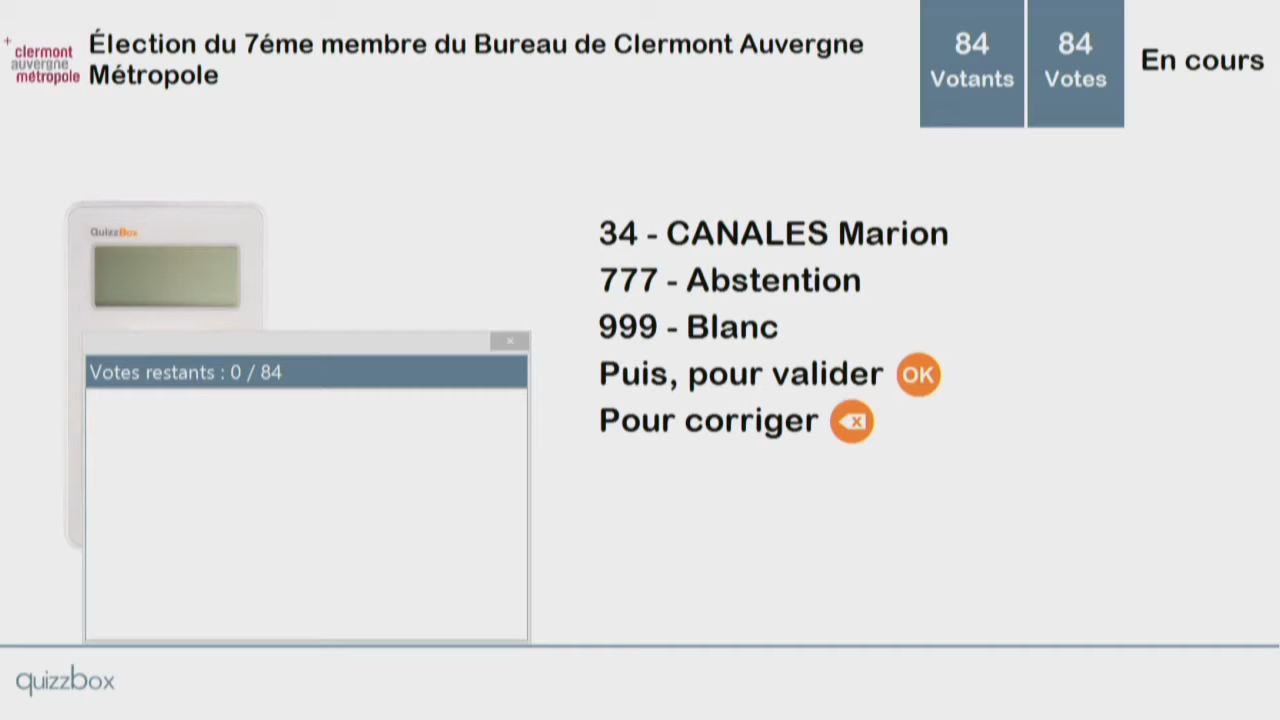 +
clermont
auvergne
métropole
Élection du 7éme membre du Bureau de Clermont Auvergne
Métropole
84
Votants
84
Votes
En cours
QuizzBox
34 - CANALES Marion
777 - Abstention
999 - Blanc
Puis, pour valider OK
Pour corriger
Votes restants : 0 / 84
quizzbox